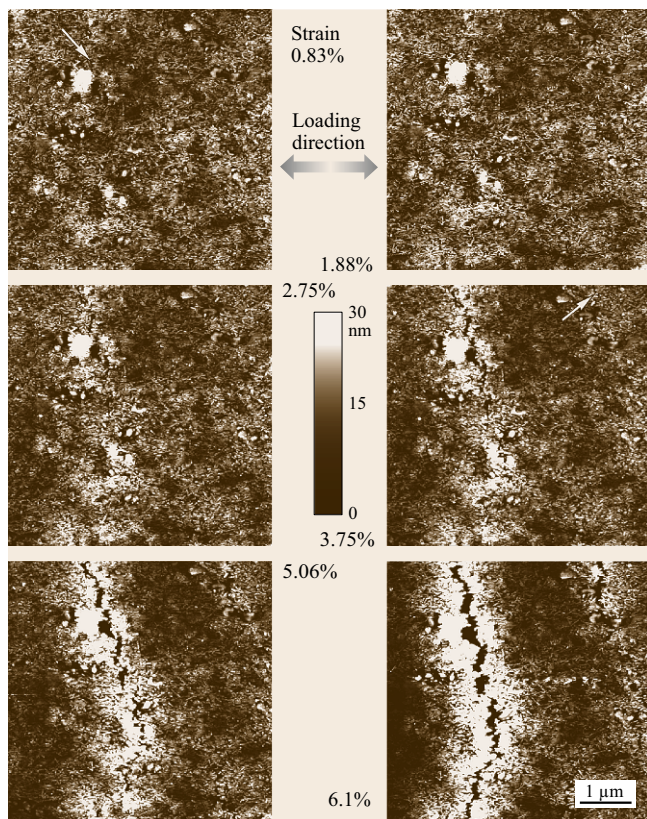 Strain
0.83%
Loading
direction
1.88%
2.75%
30
nm
15
0
3.75%
5.06%
6.1%
1 µm